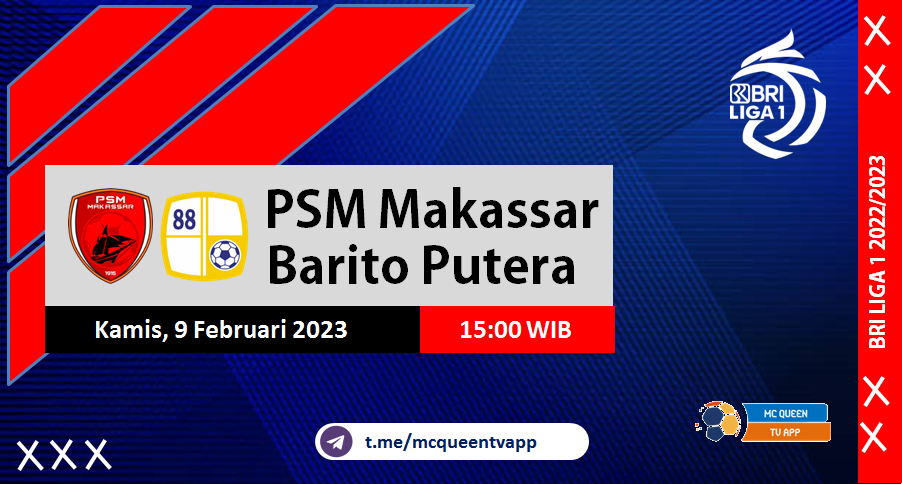 BRI
LIGA 1
PSM
MAKASSAR
1915
88
PSM Makassar
Barito Putera
Kamis, 9 Februari 2023
15:00 WIB
BRI LIGA 1 2022/2023
MC QUEEN
TV APP
t.me/mcqueentvapp
XXX